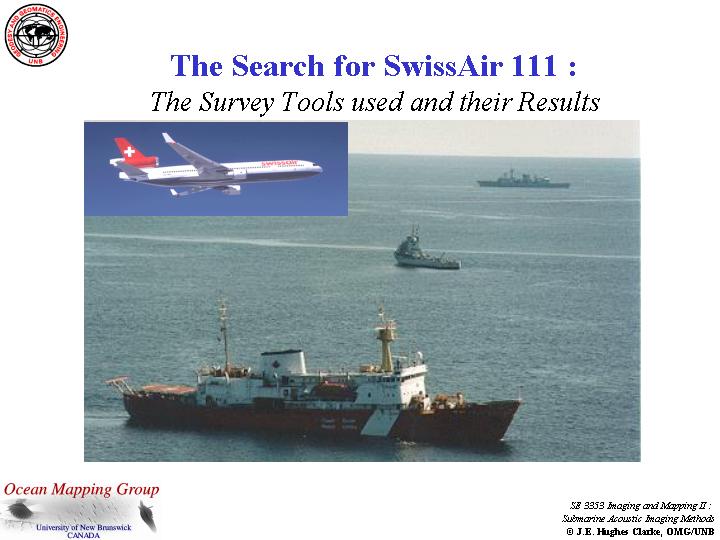 GEODESY AND GEOMATICS ENGINEERING
UNB
The Search for SwissAir 111 :
The Survey Tools used and their Results
SWISSAIR
Ocean Mapping Group
University of New Brunswick
CANADA
SE 3353 Imaging and Mapping II :
Submarine Acoustic Imaging Methods
© J.E. Hughes Clarke, OMG/UNB